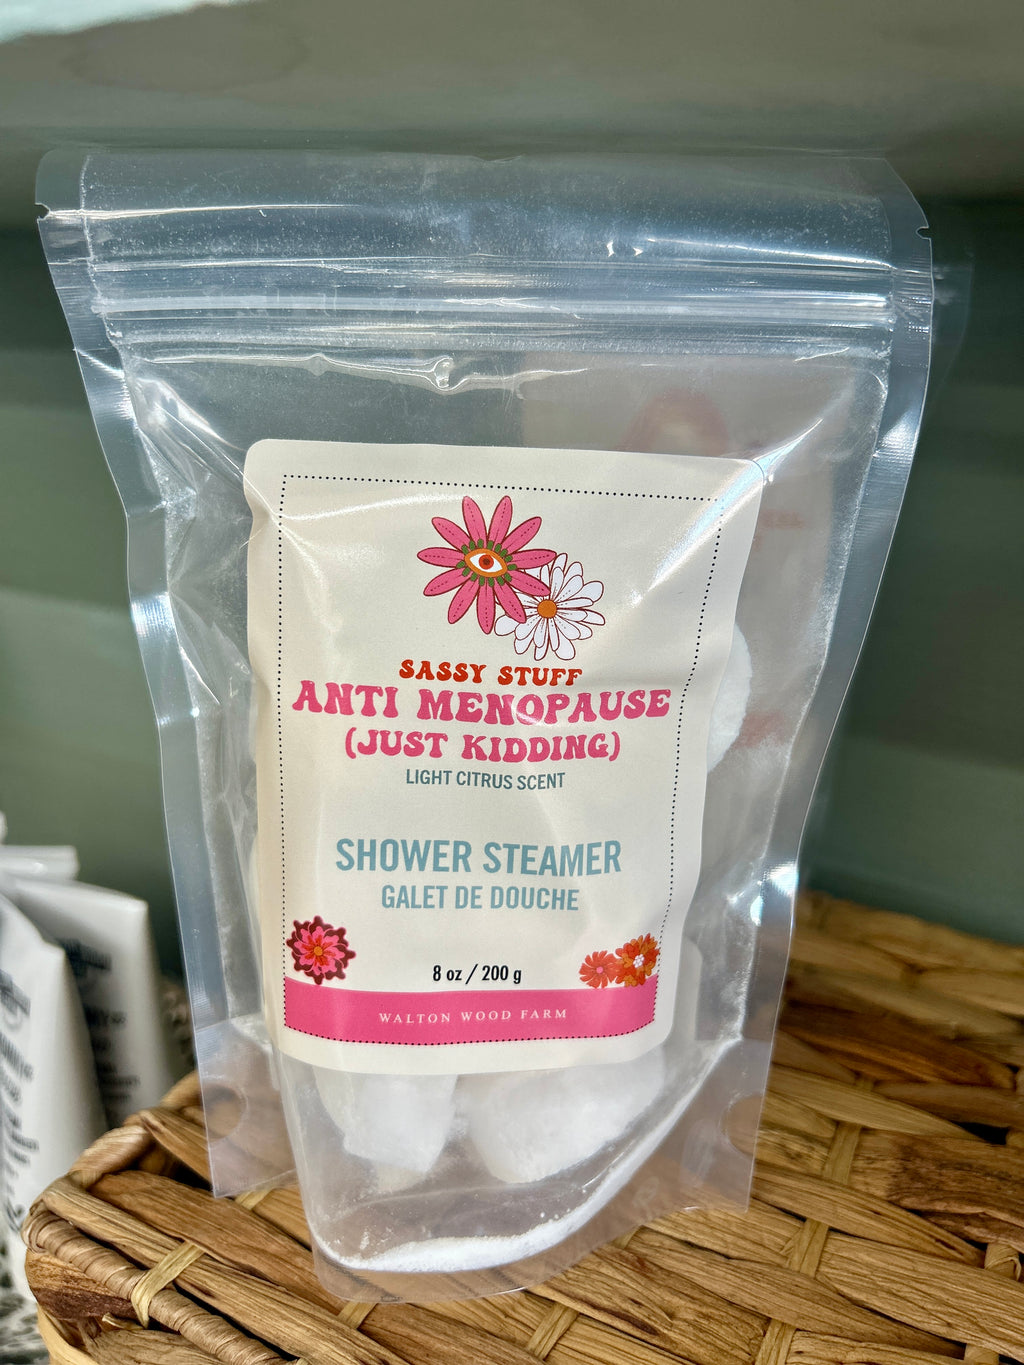 SASSY STUFF
ANTI MENOPAUSE
(JUST KIDDING)
LIGHT CITRUS SCENT
SHOWER STEAMER
GALET DE DOUCHE
8 oz / 200 g
WALTON WOOD FARM